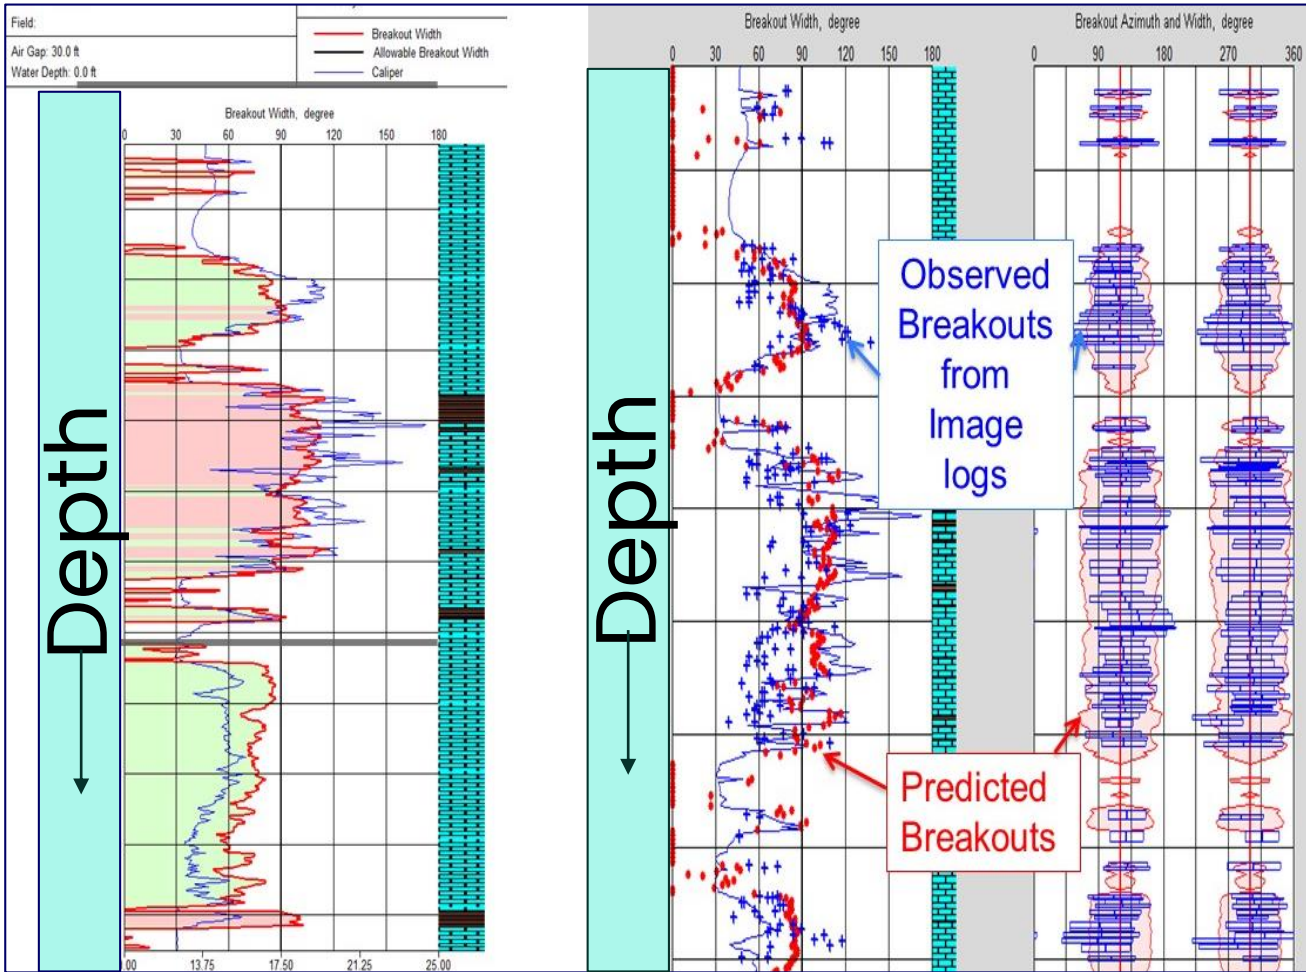 Field:
Air Gap: 30.0 ft
Water Depth: 0.0 ft
Breakout Width
Allowable Breakout Width
Caliper
Breakout Width, degree
0 30 60 90 120 150 180
Depth
13.75 17.50 21.25 25.00
Breakout Width, degree
0 30 60 90 120 150 180
Breakout Azimuth and Width, degree
0 90 180 270 360
Depth
Observed
Breakouts
from
Image
logs
Predicted
Breakouts